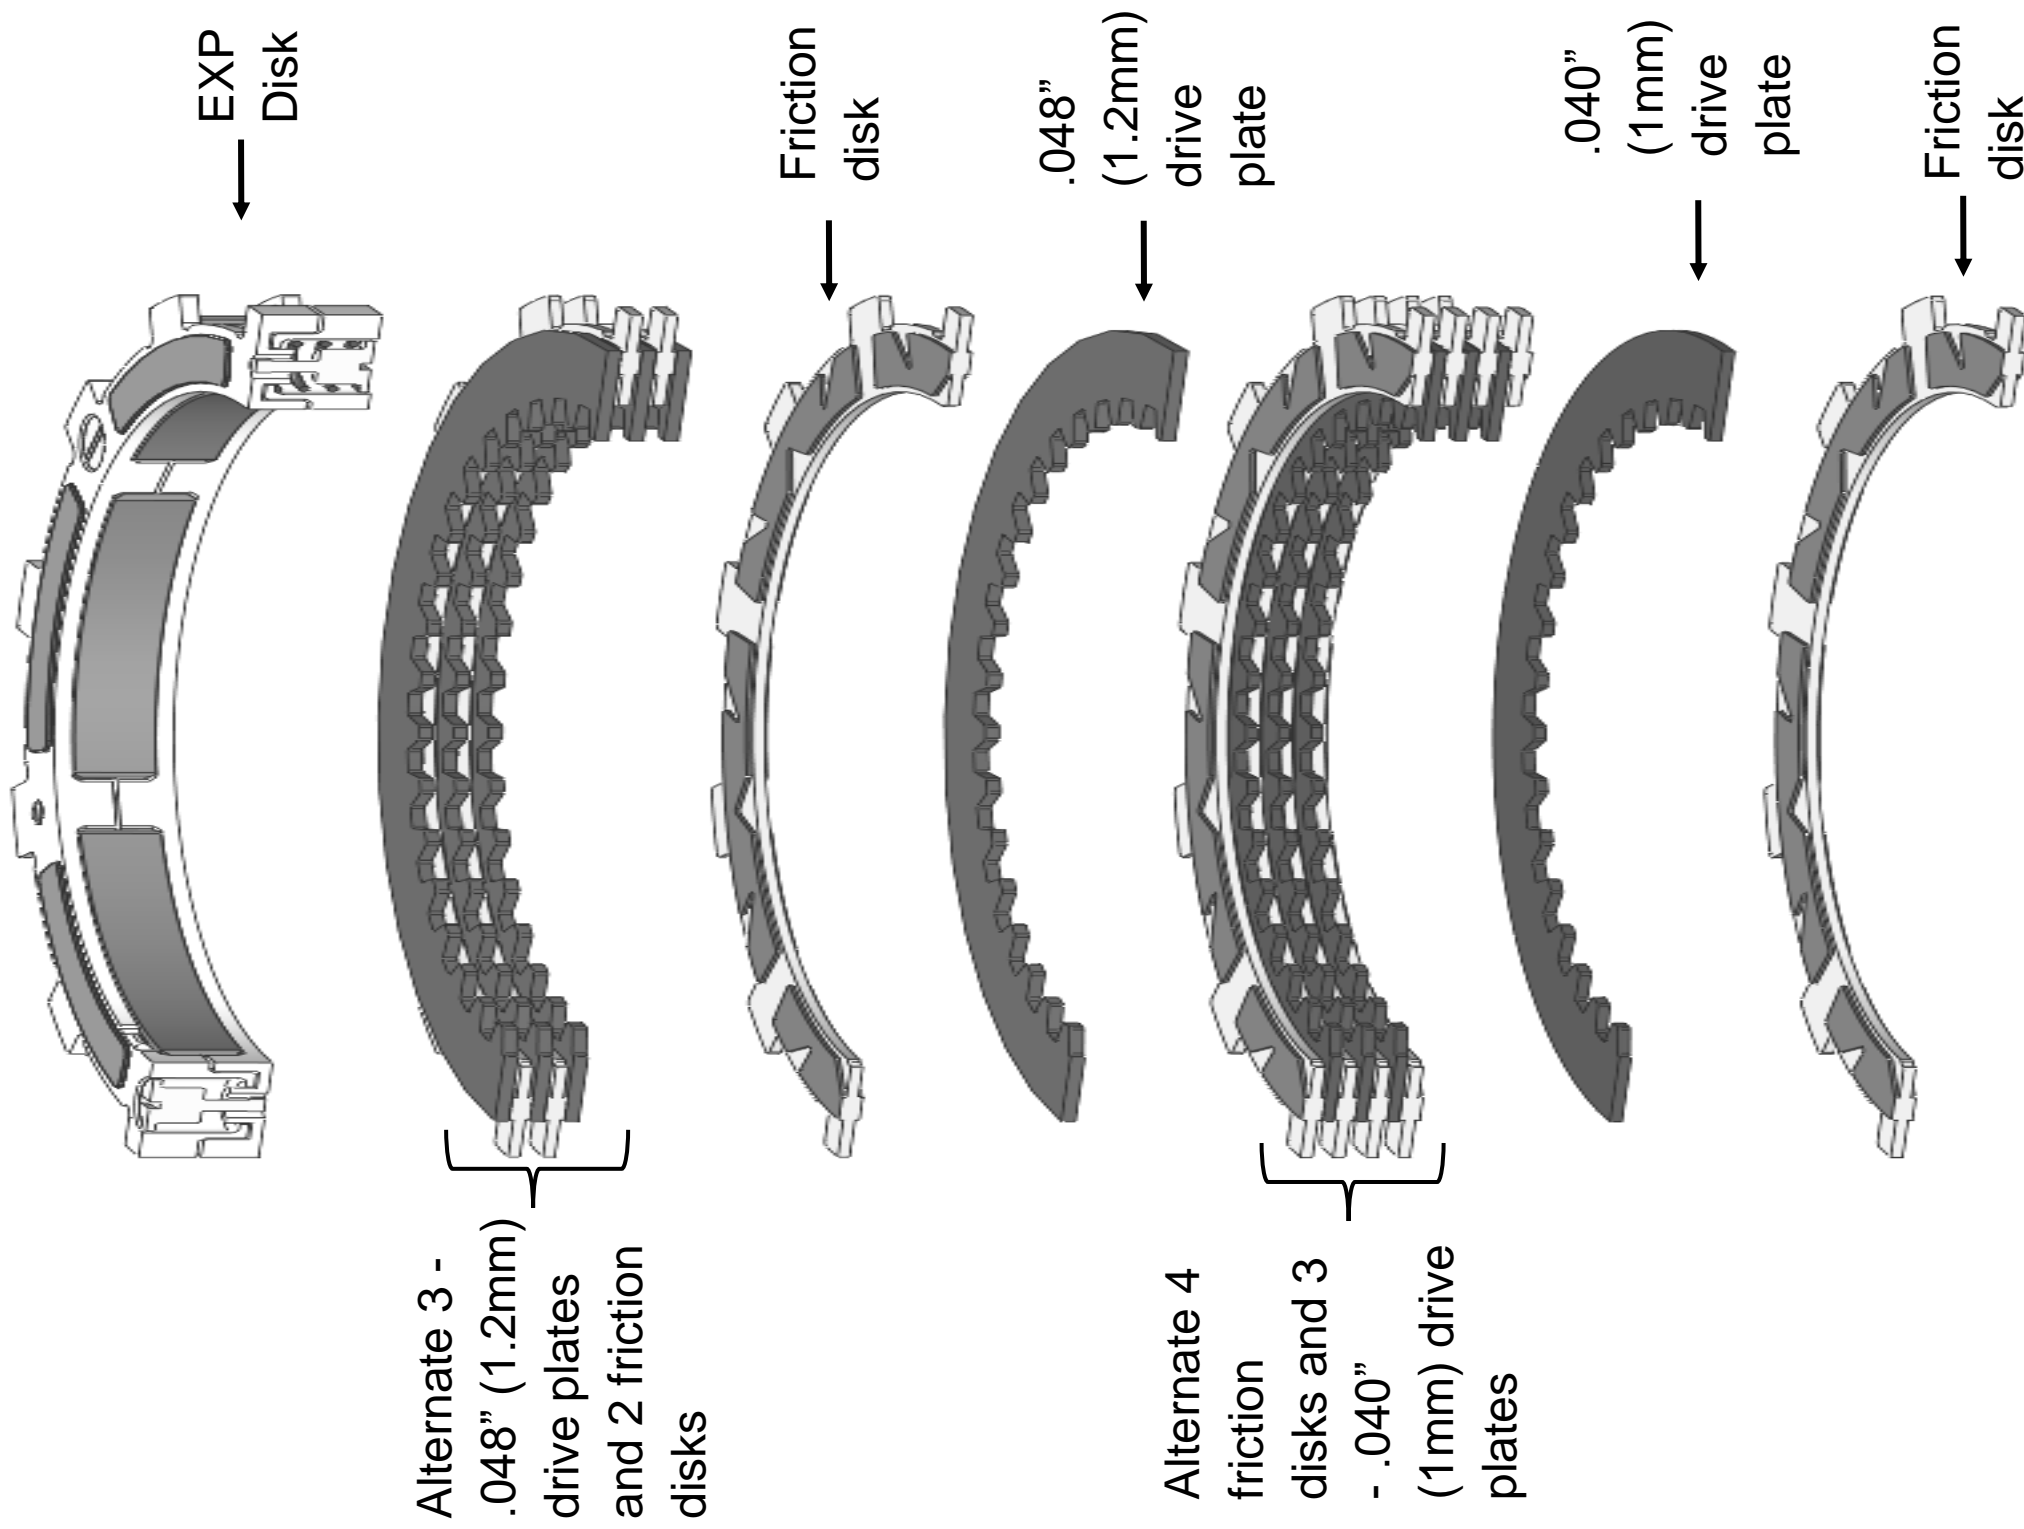 EXP
Disk
Friction
disk
.048”
(1.2mm)
drive
plate
.040”
(1mm)
drive
plate
Friction
disk
Alternate 3 -
.048” (1.2mm)
drive plates
and 2 friction
disks
Alternate 4
friction
disks and 3
- .040”
(1mm) drive
plates